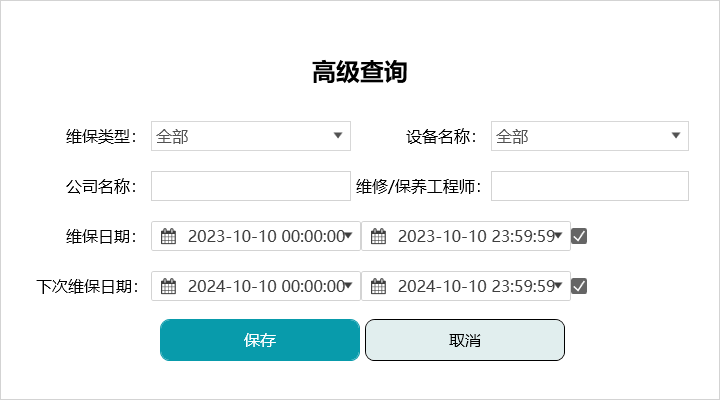 高级查询
维保类型： 全部 设备名称： 全部
公司名称： 维修/保养工程师：
维保日期： 2023-10-10 00:00:00 2023-10-10 23:59:59
下次维保日期： 2024-10-10 00:00:00 2024-10-10 23:59:59
保存 取消